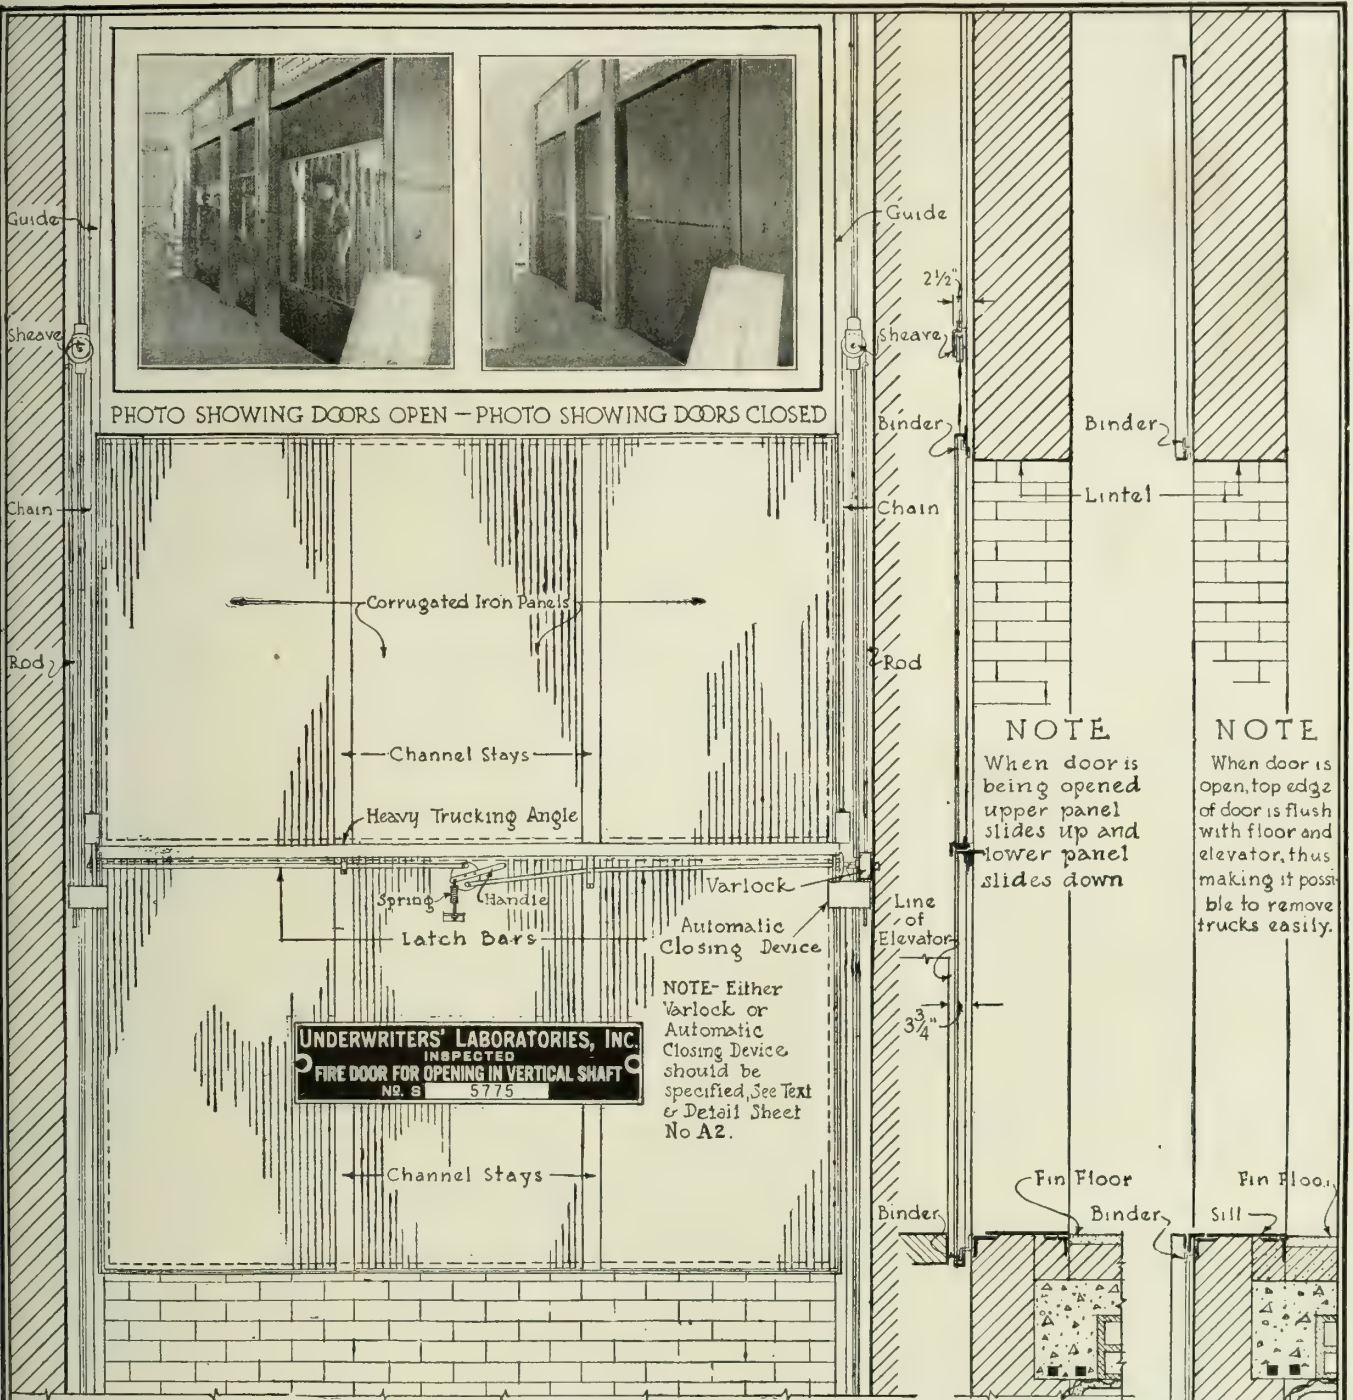 PHOTO SHOWING DOORS OPEN - PHOTO SHOWING DOORS CLOSED
Guide
Guide
2½"
Sheave
Sheave
Binder
Binder
Lintel
Chain
Chain
Corrugated Iron Panels
Rod
Rod
Channel Stays
Heavy Trucking Angle
NOTE
When door is
being opened
upper panel
slides up and
lower panel
slides down
NOTE
When door is
open, top edge
of door is flush
with floor and
elevator, thus
making it possi-
ble to remove
trucks easily.
Spring
Handle
Varlock
Latch Bars
Automatic
Closing Device
Line
of
Elevator
3¾"
NOTE- Either
Varlock or
Automatic
Closing Device
should be
specified, See Text
& Detail Sheet
No A2.
UNDERWRITERS' LABORATORIES, INC.
INSPECTED
FIRE DOOR FOR OPENING IN VERTICAL SHAFT
No. S 5775
Channel Stays
Fin Floor
Fin Floor
Binder
Binder
Sill